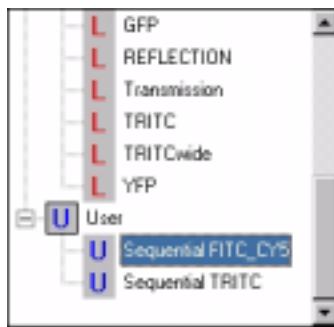 L GFP
L REFLECTION
L Transmission
L TRITC
L TRITCwide
L YFP
U User
U Sequential FITC_CY5
U Sequential TRITC